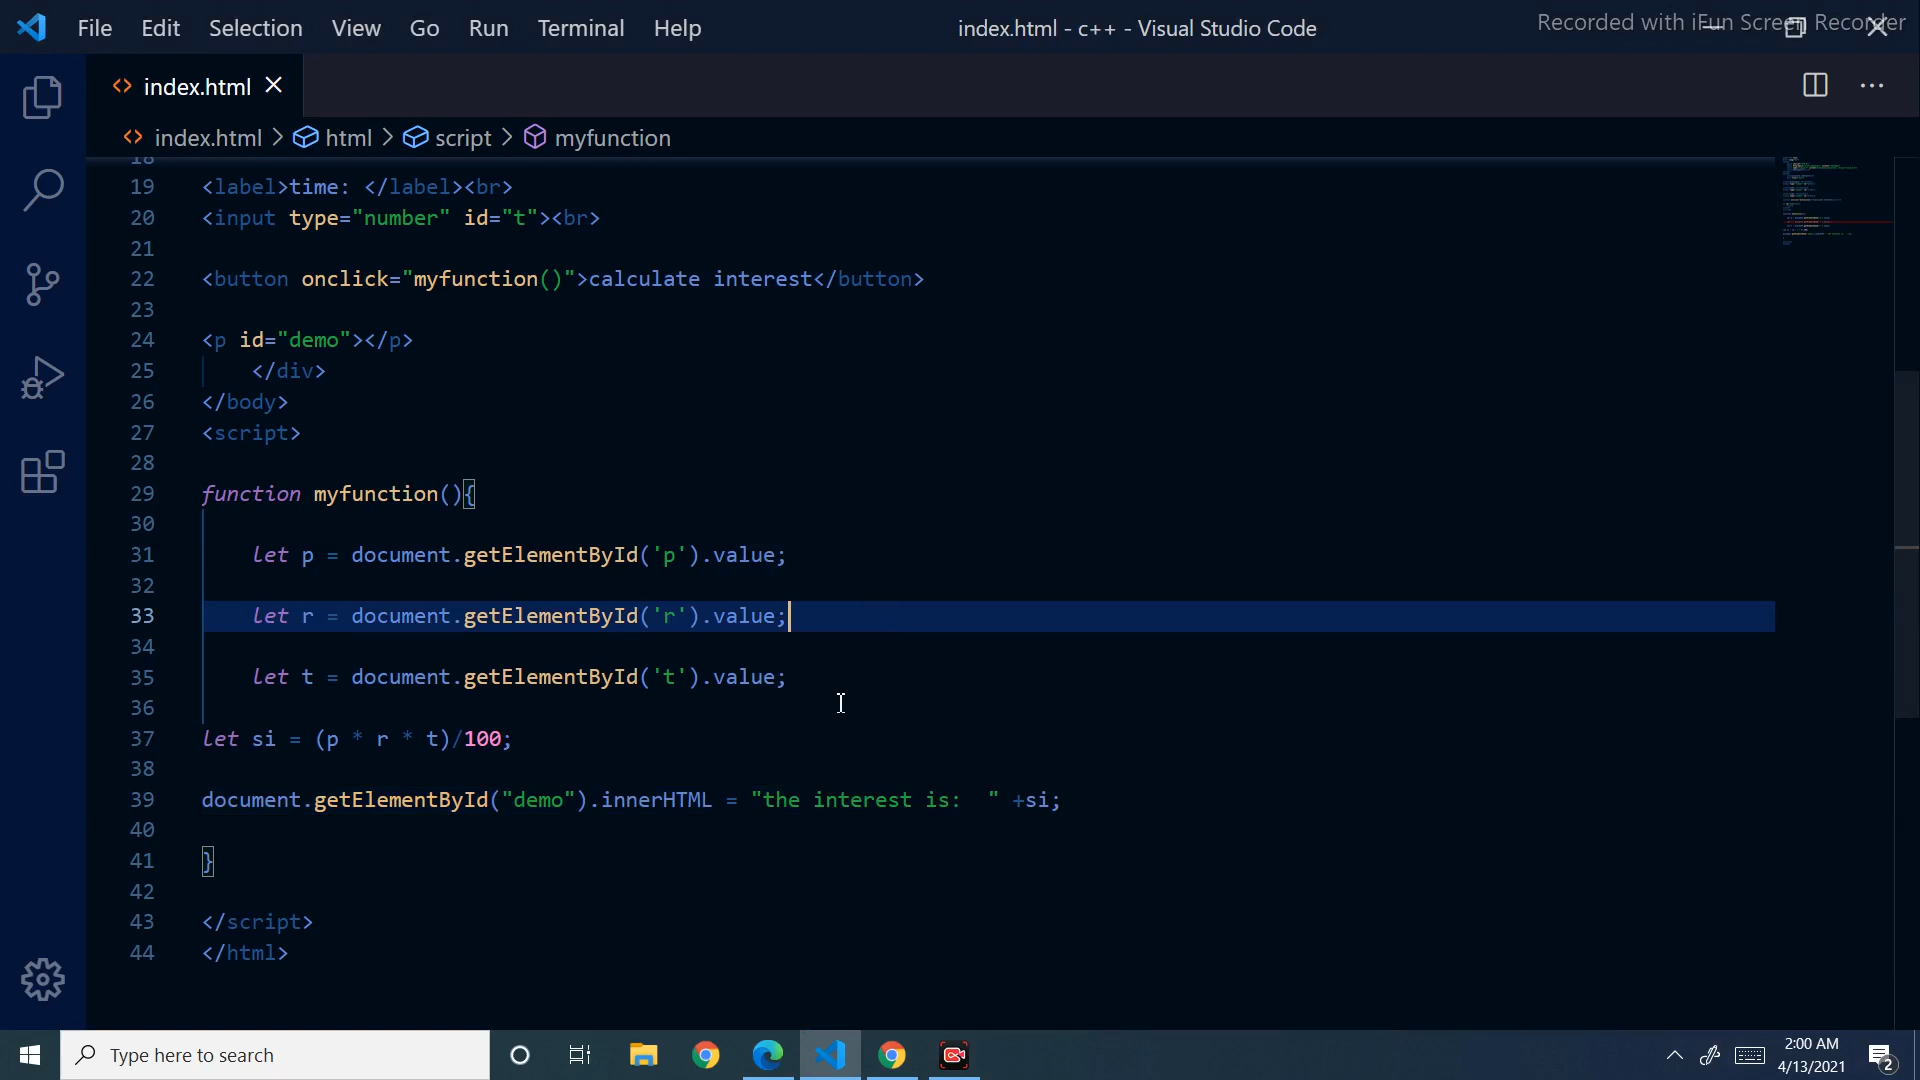 File Edit Selection View Go Run Terminal Help index.html - c++ - Visual Studio Code Recorded with iFun Screen Recorder
index.html
index.html > html > script > myfunction
18
19 <label>time: </label><br>
20 <input type="number" id="t"><br>
21
22 <button onclick="myfunction()">calculate interest</button>
23
24 <p id="demo"></p>
25 </div>
26 </body>
27 <script>
28
29 function myfunction(){
30
31 let p = document.getElementById('p').value;
32
33 let r = document.getElementById('r').value;
34
35 let t = document.getElementById('t').value;
36
37 let si = (p * r * t)/100;
38
39 document.getElementById("demo").innerHTML = "the interest is:  " +si;
40
41 }
42
43 </script>
44 </html>
Type here to search
2:00 AM
4/13/2021
2